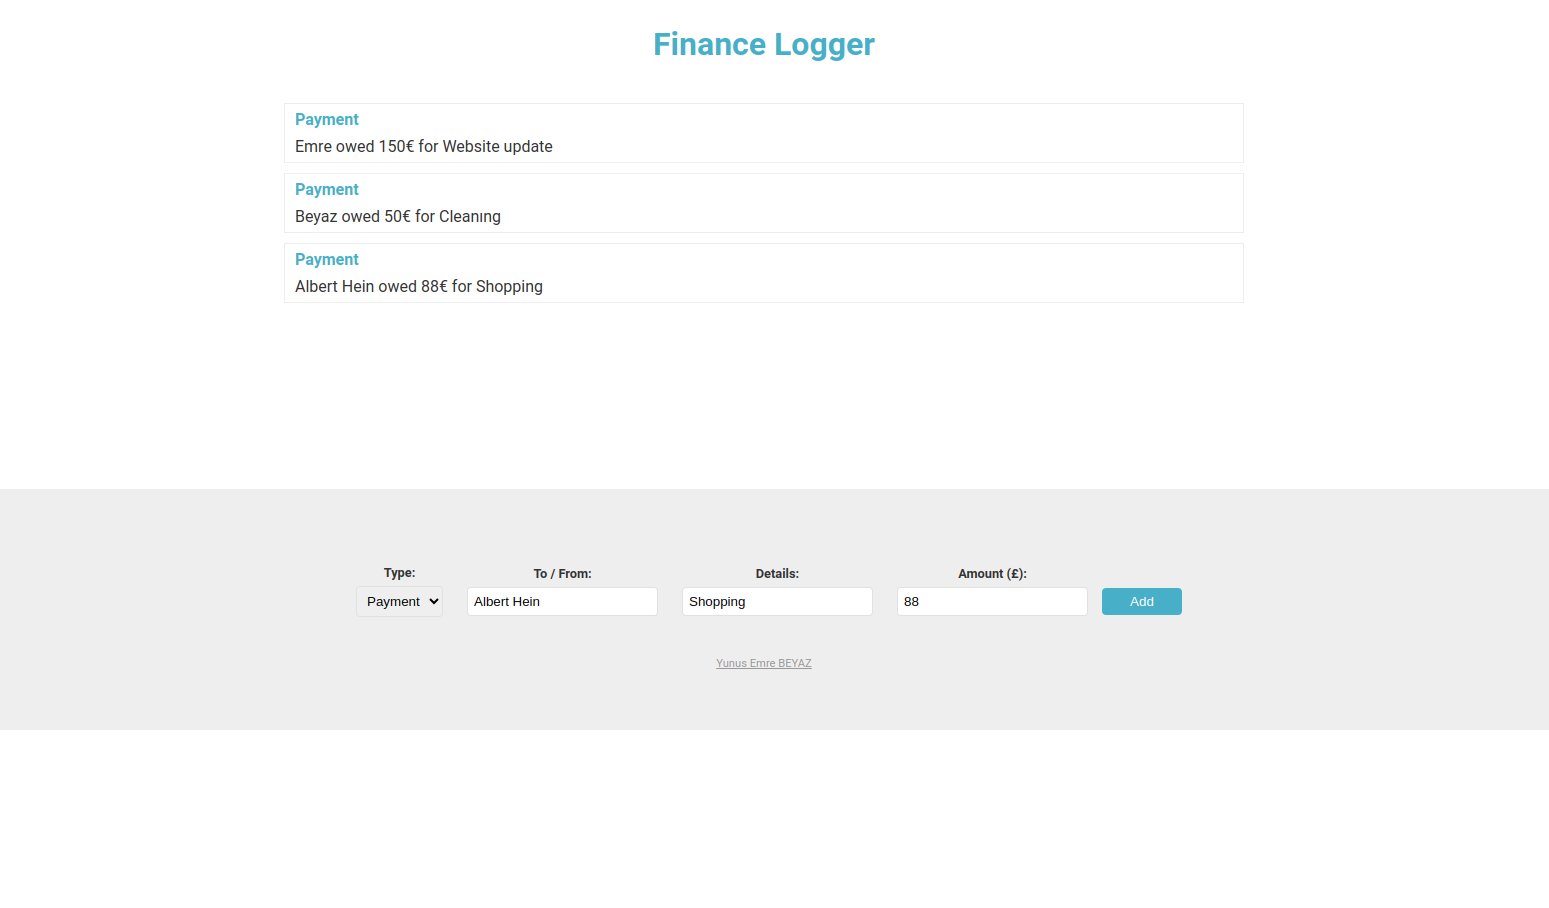 Finance Logger
Payment
Emre owed 150€ for Website update
Payment
Beyaz owed 50€ for Cleanıng
Payment
Albert Hein owed 88€ for Shopping
Type: To / From: Details: Amount (£):
Payment Albert Hein Shopping 88 Add
Yunus Emre BEYAZ